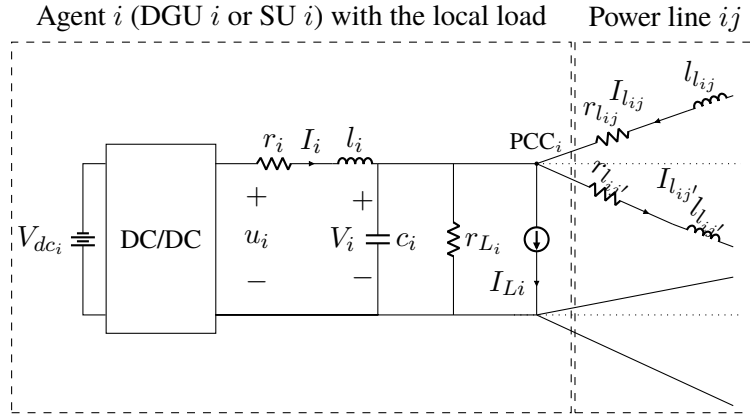 Agent i (DGU i or SU i) with the local load
Power line ij
l_{l_{ij}}
I_{l_{ij}}
r_{l_{ij}}
r_i
I_i
l_i
PCC_i
r_{l_{ij'}}
I_{l_{ij'}}
l_{l_{ij'}}
+
+
V_{dc_i}
DC/DC
u_i
V_i
c_i
r_{L_i}
−
−
I_{Li}